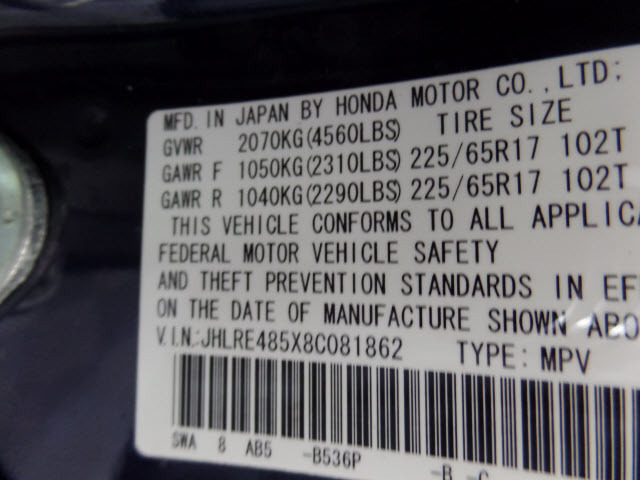 MFD. IN JAPAN BY HONDA MOTOR CO., LTD;
GVWR 2070KG(4560LBS) TIRE SIZE
GAWR F 1050KG(2310LBS) 225/65R17 102T
GAWR R 1040KG(2290LBS) 225/65R17 102T
THIS VEHICLE CONFORMS TO ALL APPLICA
FEDERAL MOTOR VEHICLE SAFETY
AND THEFT PREVENTION STANDARDS IN EFF
ON THE DATE OF MANUFACTURE SHOWN ABO
V.I.N.:JHLRE485X8C081862 TYPE: MPV
SWA 8 AB5 -B536P -B -C